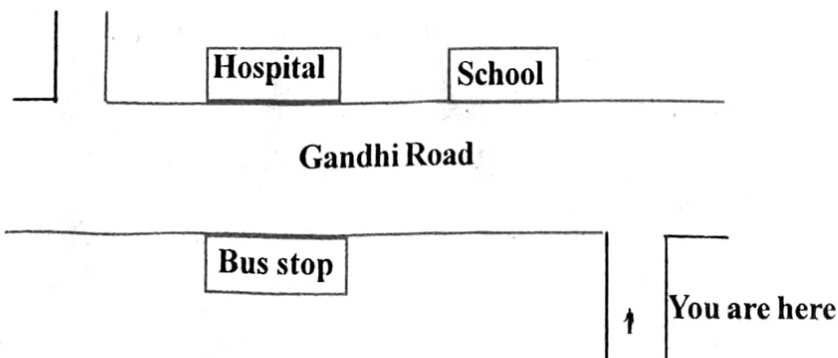 Hospital
School
Gandhi Road
Bus stop
You are here